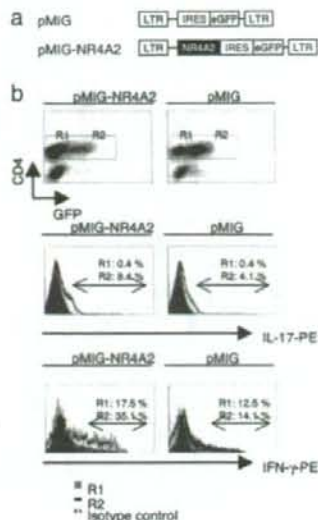 a pMIG LTR IRES eGFP LTR
pMIG-NR4A2 LTR NR4A2 IRES eGFP LTR
b pMIG-NR4A2 pMIG
R1 R2 R1 R2
CD4
GFP
pMIG-NR4A2 pMIG
R1: 0.4 % R1: 0.4 %
R2: 8.4 % R2: 4.1 %
IL-17-PE
pMIG-NR4A2 pMIG
R1: 17.5 % R1: 12.5 %
R2: 35.1 % R2: 14.1 %
IFN-γ-PE
R1
R2
Isotype control